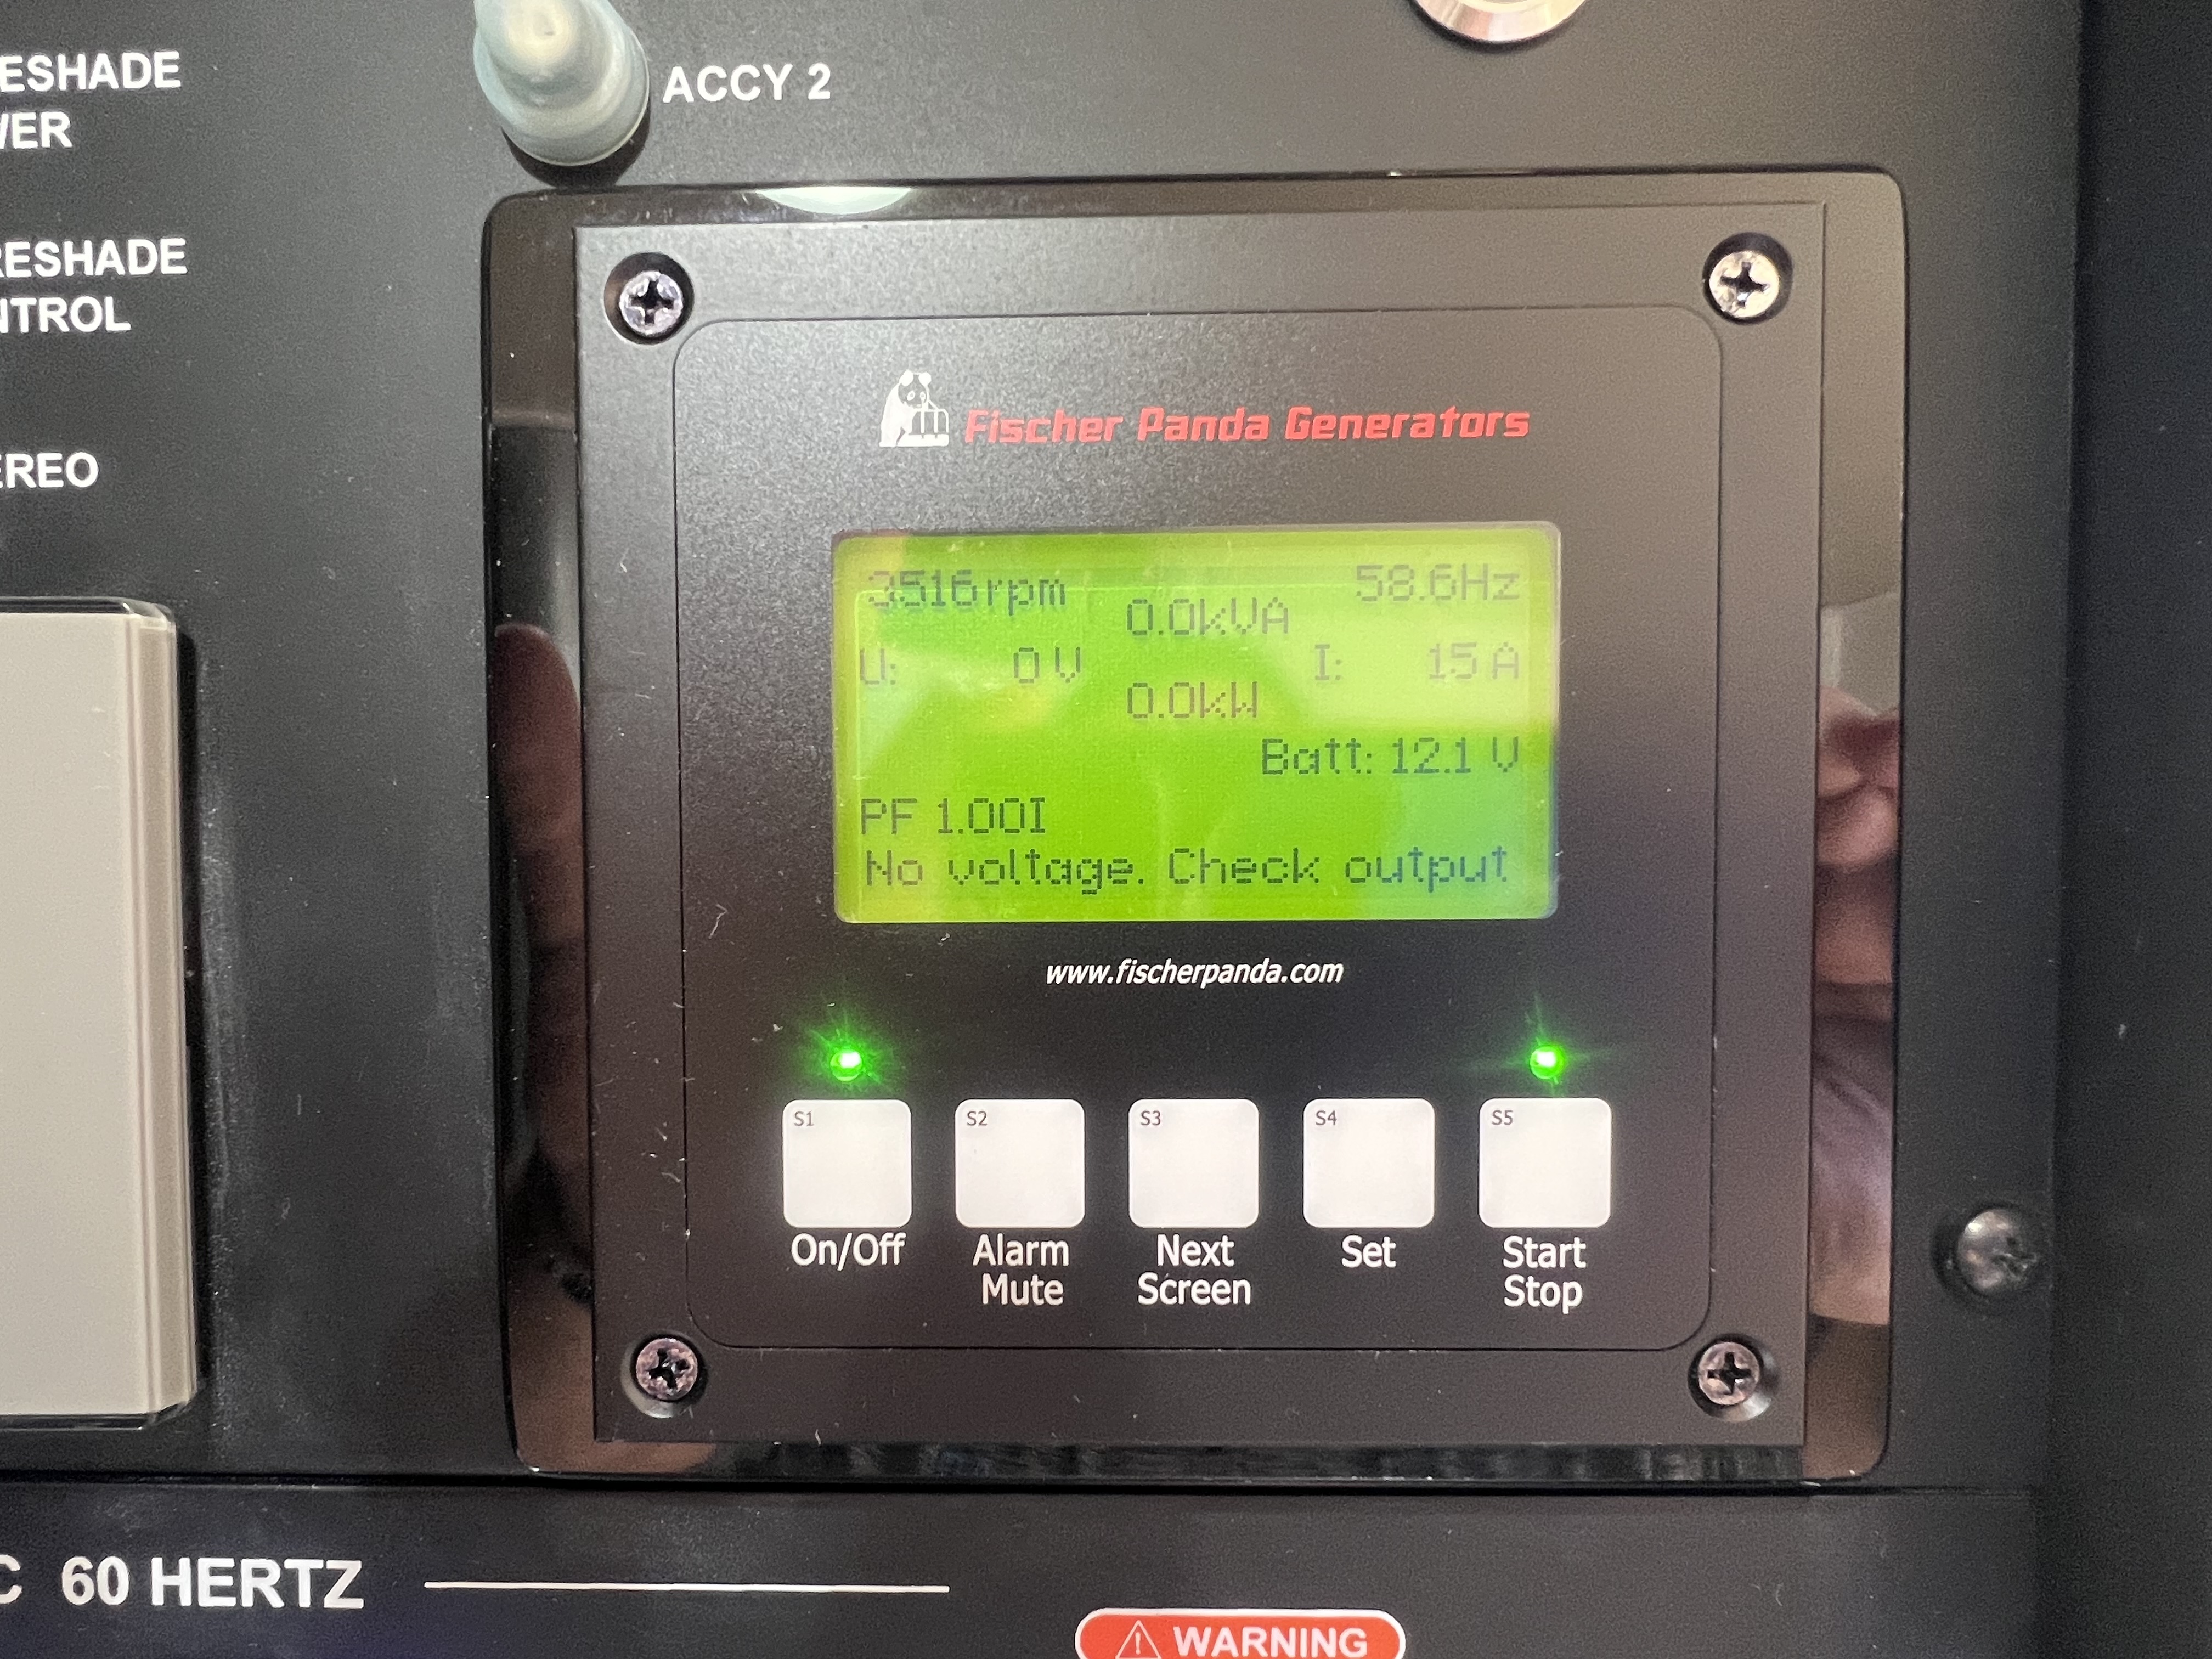 ESHADE
WER
ACCY 2
RESHADE
NTROL
EREO
Fischer Panda Generators
3516rpm 58.6Hz
0.0kVA
U: 0 V I: 15 A
0.0kW
Batt: 12.1 V
PF 1.00I
No voltage. Check output
www.fischerpanda.com
S1 S2 S3 S4 S5
On/Off Alarm Mute Next Screen Set Start Stop
C 60 HERTZ
WARNING